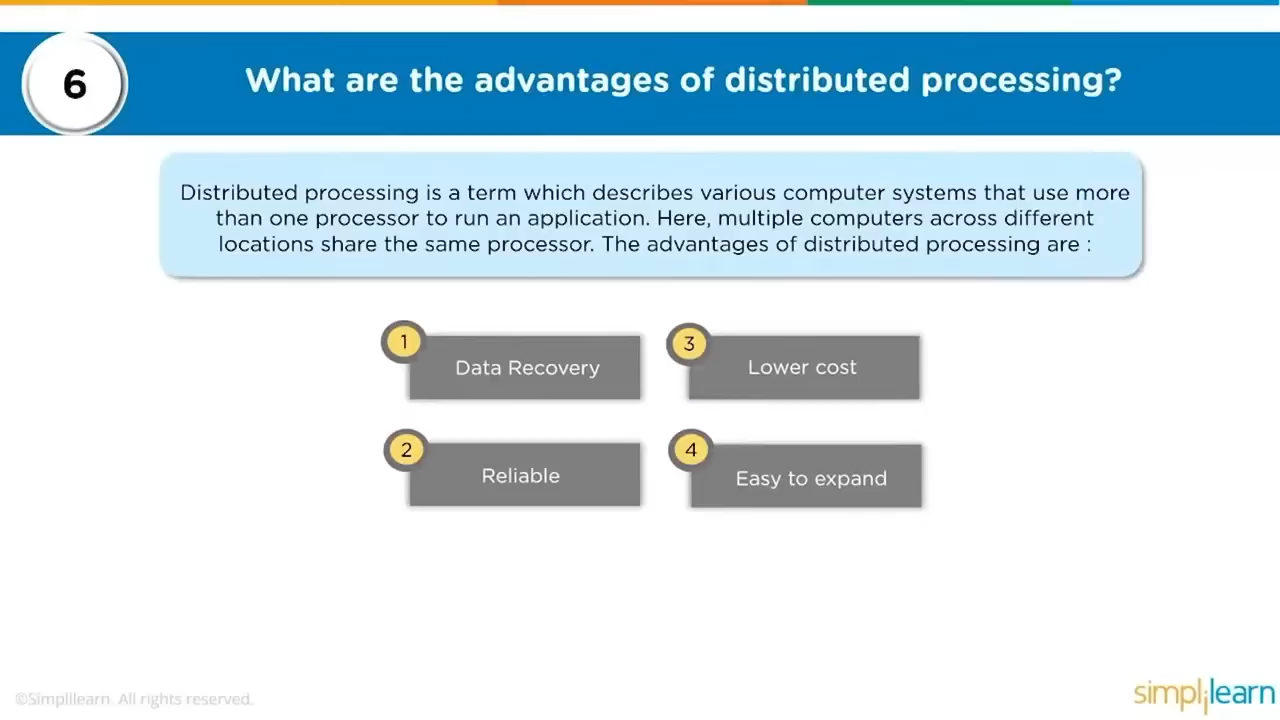 6
What are the advantages of distributed processing?
Distributed processing is a term which describes various computer systems that use more
than one processor to run an application. Here, multiple computers across different
locations share the same processor. The advantages of distributed processing are :
1
Data Recovery
2
Reliable
3
Lower cost
4
Easy to expand
©Simplilearn. All rights reserved.
simplilearn